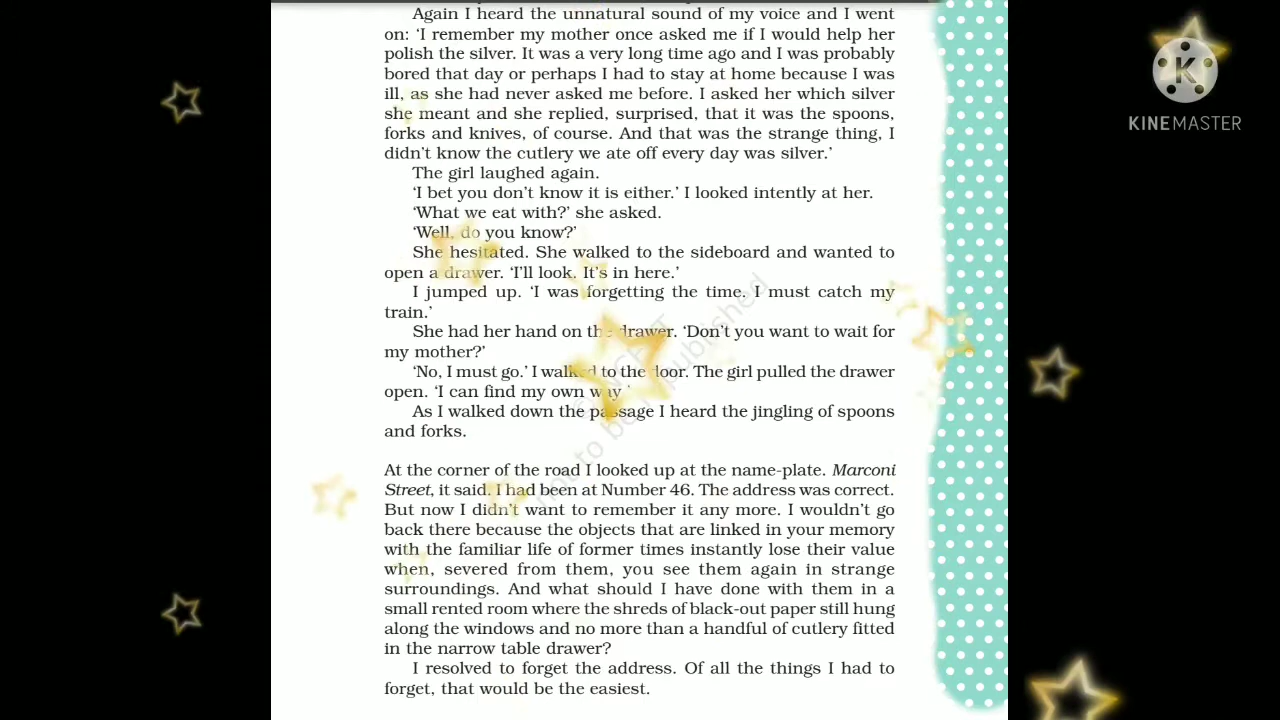 Again I heard the unnatural sound of my voice and I went
on: ‘I remember my mother once asked me if I would help her
polish the silver. It was a very long time ago and I was probably
bored that day or perhaps I had to stay at home because I was
ill, as she had never asked me before. I asked her which silver
she meant and she replied, surprised, that it was the spoons,
forks and knives, of course. And that was the strange thing, I
didn’t know the cutlery we ate off every day was silver.’
The girl laughed again.
‘I bet you don’t know it is either.’ I looked intently at her.
‘What we eat with?’ she asked.
‘Well, do you know?’
She hesitated. She walked to the sideboard and wanted to
open a drawer. ‘I’ll look. It’s in here.’
I jumped up. ‘I was forgetting the time. I must catch my
train.’
She had her hand on the drawer. ‘Don’t you want to wait for
my mother?’
‘No, I must go.’ I walked to the door. The girl pulled the drawer
open. ‘I can find my own way.’
As I walked down the passage I heard the jingling of spoons
and forks.
At the corner of the road I looked up at the name-plate. Marconi
Street, it said. I had been at Number 46. The address was correct.
But now I didn’t want to remember it any more. I wouldn’t go
back there because the objects that are linked in your memory
with the familiar life of former times instantly lose their value
when, severed from them, you see them again in strange
surroundings. And what should I have done with them in a
small rented room where the shreds of black-out paper still hung
along the windows and no more than a handful of cutlery fitted
in the narrow table drawer?
I resolved to forget the address. Of all the things I had to
forget, that would be the easiest.
not to be republished
K
KINEMASTER